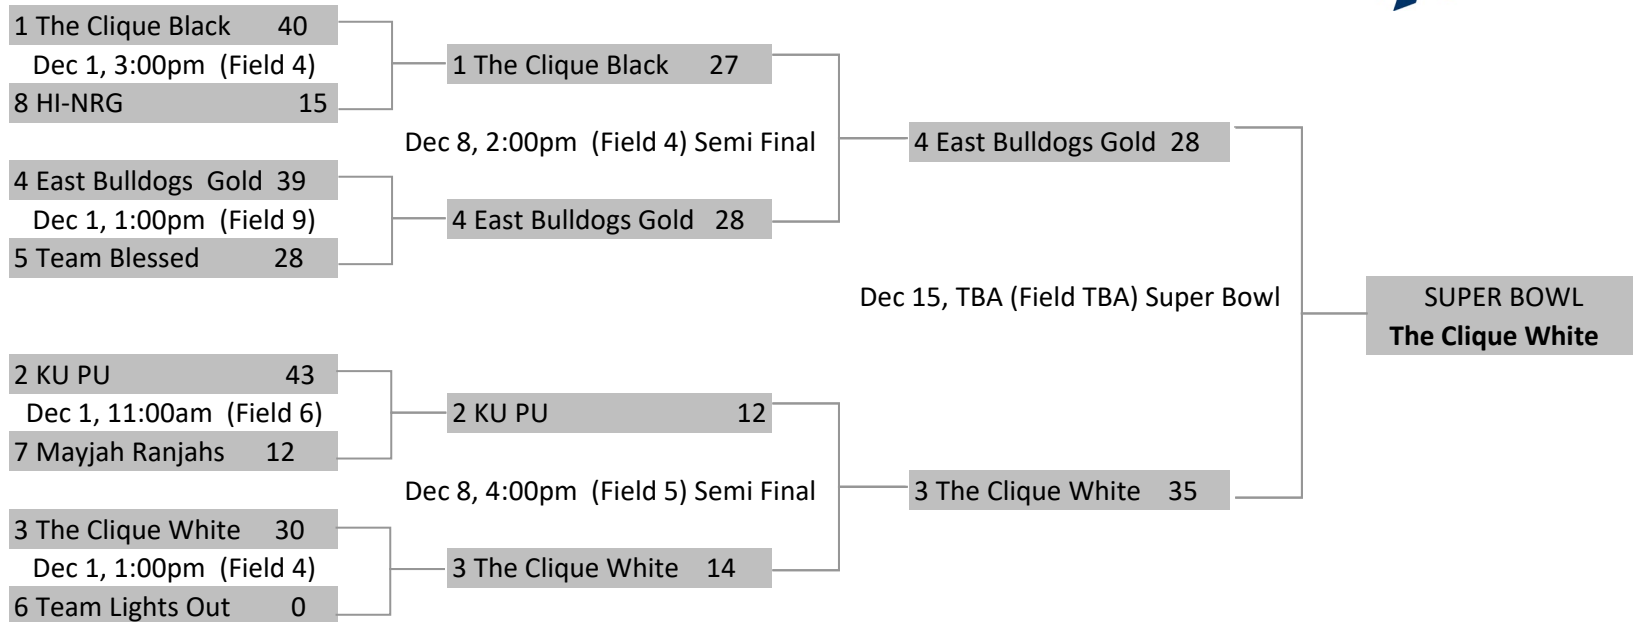 1 The Clique Black 40
Dec 1, 3:00pm (Field 4)
8 HI-NRG 15
4 East Bulldogs Gold 39
Dec 1, 1:00pm (Field 9)
5 Team Blessed 28
2 KU PU 43
Dec 1, 11:00am (Field 6)
7 Mayjah Ranjahs 12
3 The Clique White 30
Dec 1, 1:00pm (Field 4)
6 Team Lights Out 0
1 The Clique Black 27
Dec 8, 2:00pm (Field 4) Semi Final
4 East Bulldogs Gold 28
2 KU PU 12
Dec 8, 4:00pm (Field 5) Semi Final
3 The Clique White 14
4 East Bulldogs Gold 28
Dec 15, TBA (Field TBA) Super Bowl
3 The Clique White 35
SUPER BOWL
The Clique White